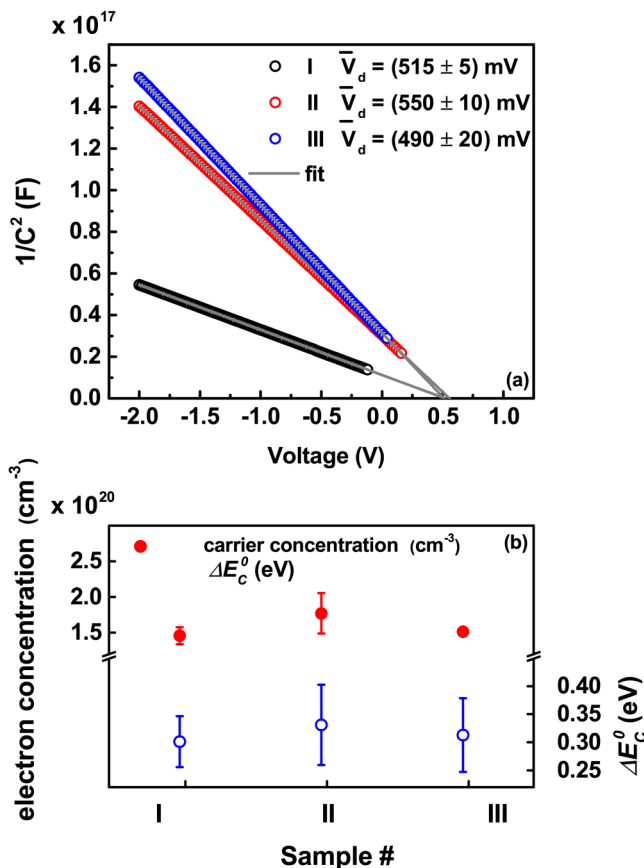 x 10^17
I V̄_d = (515 ± 5) mV
II V̄_d = (550 ± 10) mV
III V̄_d = (490 ± 20) mV
fit
1.6
1.4
1.2
1.0
0.8
0.6
0.4
0.2
0.0
1/C² (F)
(a)
-2.0 -1.5 -1.0 -0.5 0.0 0.5 1.0
Voltage (V)
x 10^20
electron concentration (cm⁻³)
(b)
carrier concentration (cm⁻³)
ΔE_C^0 (eV)
2.5
2.0
1.5
0.40
0.35
0.30
0.25
ΔE_C^0 (eV)
I II III
Sample #